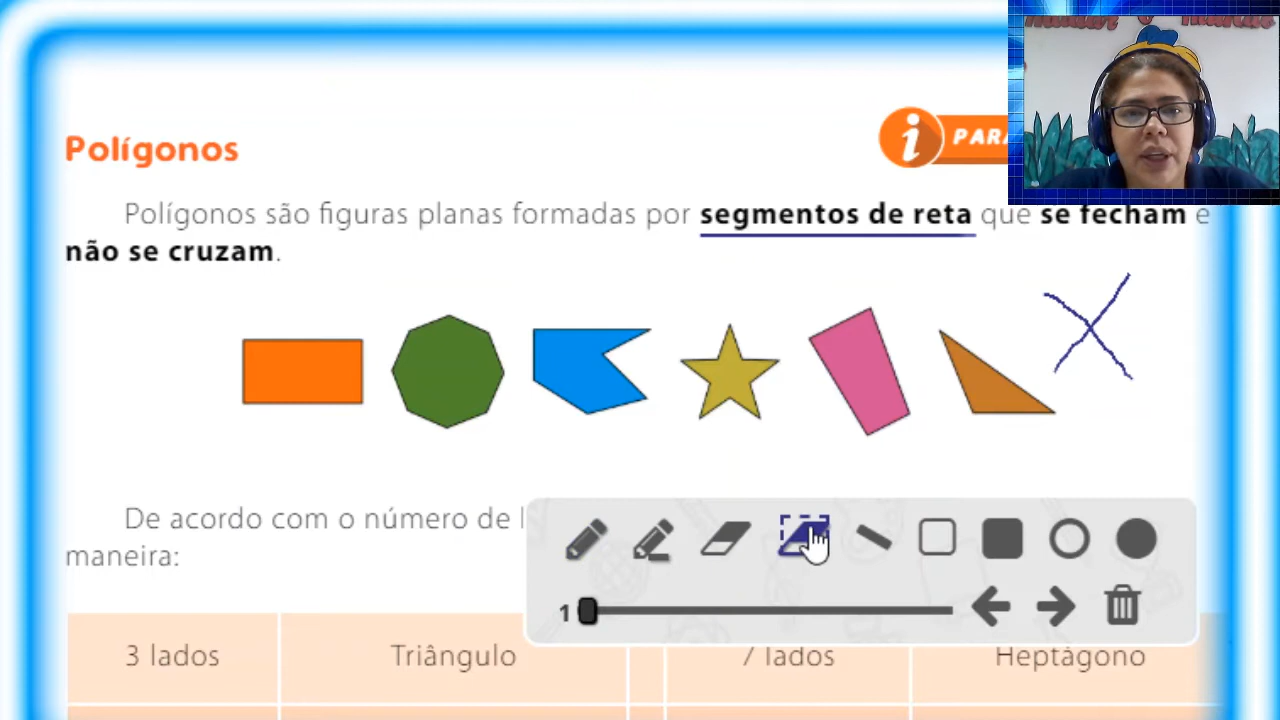 Polígonos
Polígonos são figuras planas formadas por segmentos de reta que se fecham e
não se cruzam.
De acordo com o número de
maneira:
1
3 lados Triângulo 7 lados Heptágono